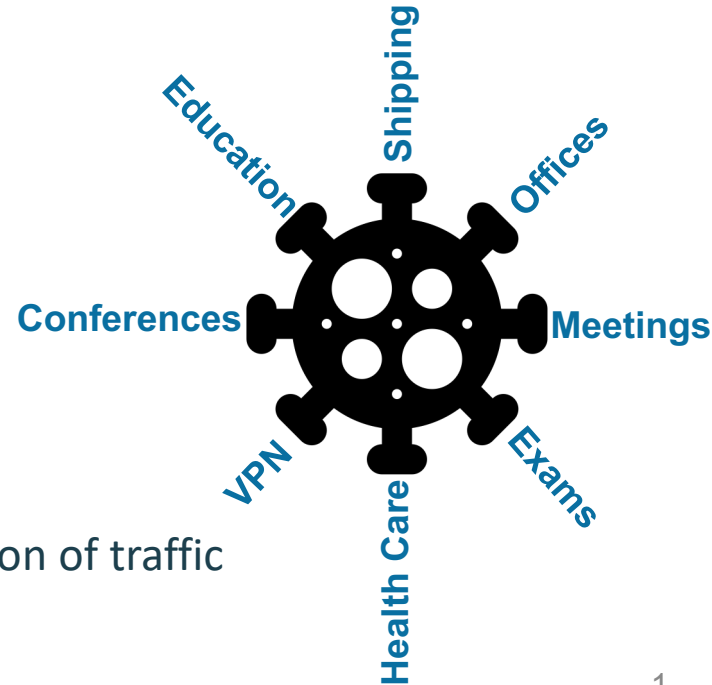 Shipping
Education
Offices
Conferences
Meetings
VPN
Exams
Health Care
on of traffic
1